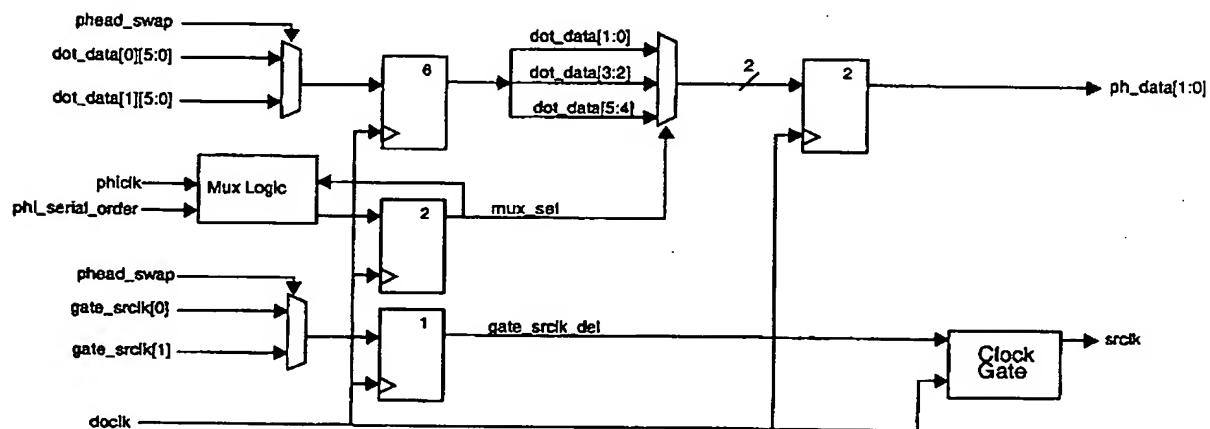 phead_swap
dot_data[0][5:0]
dot_data[1][5:0]
6
dot_data[1:0]
dot_data[3:2]
dot_data[5:4]
2
2
ph_data[1:0]
phiclk
phi_serial_order
Mux Logic
2
mux_sel
phead_swap
gate_srclk[0]
gate_srclk[1]
1
gate_srclk_del
Clock
Gate
srclk
doclk